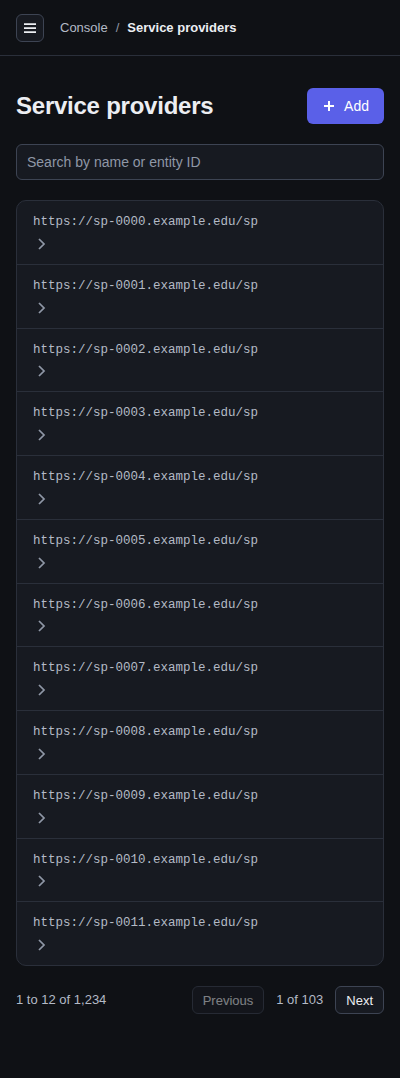 Console / Service providers
Service providers
Add
Search by name or entity ID
https://sp-0000.example.edu/sp
https://sp-0001.example.edu/sp
https://sp-0002.example.edu/sp
https://sp-0003.example.edu/sp
https://sp-0004.example.edu/sp
https://sp-0005.example.edu/sp
https://sp-0006.example.edu/sp
https://sp-0007.example.edu/sp
https://sp-0008.example.edu/sp
https://sp-0009.example.edu/sp
https://sp-0010.example.edu/sp
https://sp-0011.example.edu/sp
1 to 12 of 1,234
Previous
1 of 103
Next